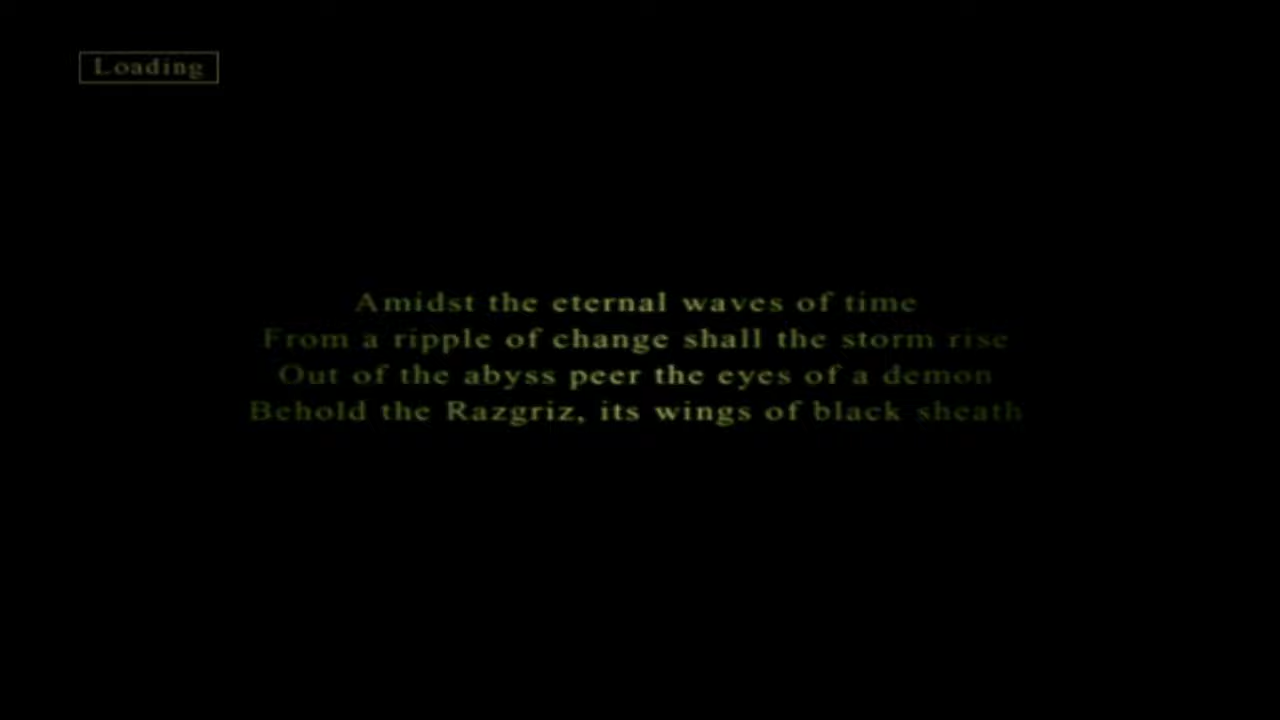 Loading
Amidst the eternal waves of time
From a ripple of change shall the storm rise
Out of the abyss peer the eyes of a demon
Behold the Razgriz, its wings of black sheath